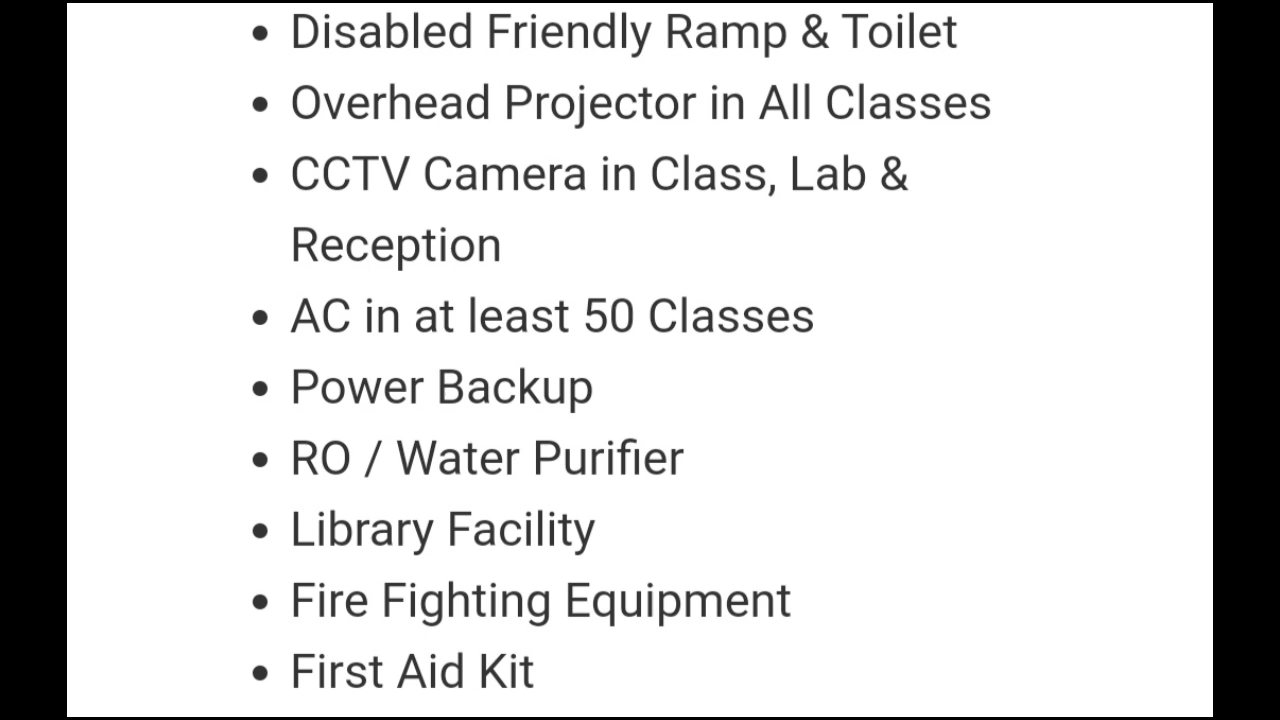 • Disabled Friendly Ramp & Toilet
• Overhead Projector in All Classes
• CCTV Camera in Class, Lab &
Reception
• AC in at least 50 Classes
• Power Backup
• RO / Water Purifier
• Library Facility
• Fire Fighting Equipment
• First Aid Kit